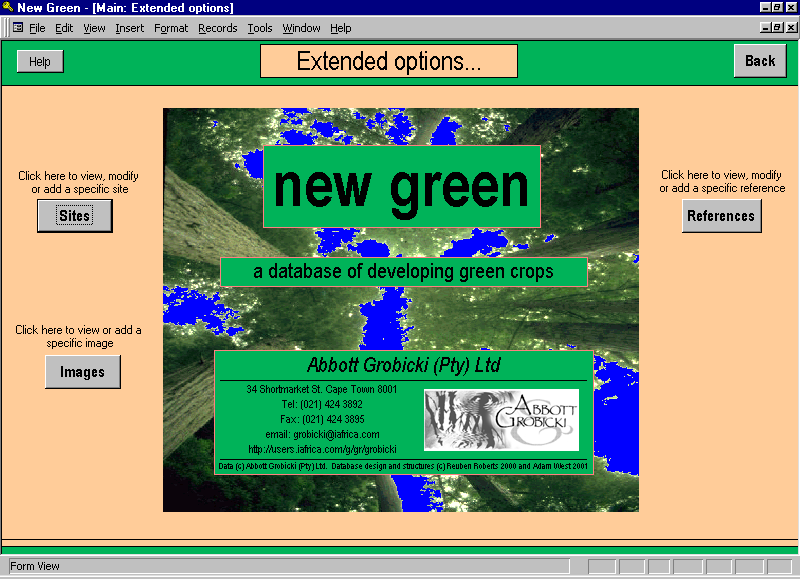 New Green - [Main: Extended options]
File Edit View Insert Format Records Tools Window Help
Help
Extended options...
Back
new green
Click here to view, modify
or add a specific site
Sites
Click here to view, modify
or add a specific reference
References
a database of developing green crops
Click here to view or add a
specific image
Images
Abbott Grobicki (Pty) Ltd
34 Shortmarket St. Cape Town 8001
Tel: (021) 424 3892
Fax: (021) 424 3895
email: grobicki@iafrica.com
http://users.iafrica.com/g/gr/grobicki
ABBOTT
GROBICKI
Data (c) Abbott Grobicki (Pty) Ltd. Database design and structures (c) Reuben Roberts 2000 and Adam West 2001
Form View